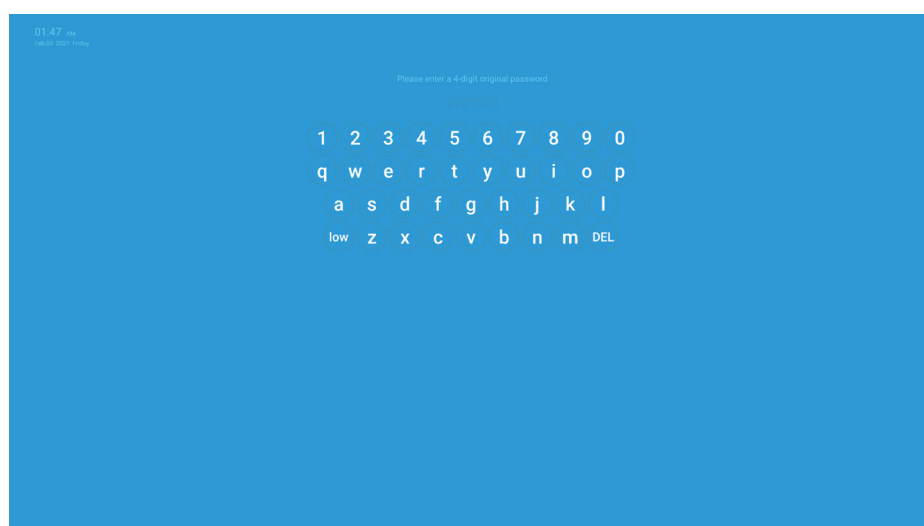 01:47 AM
Feb.05 2021 Friday
Please enter a 4-digit original password
1 2 3 4 5 6 7 8 9 0
q w e r t y u i o p
a s d f g h j k l
low z x c v b n m DEL